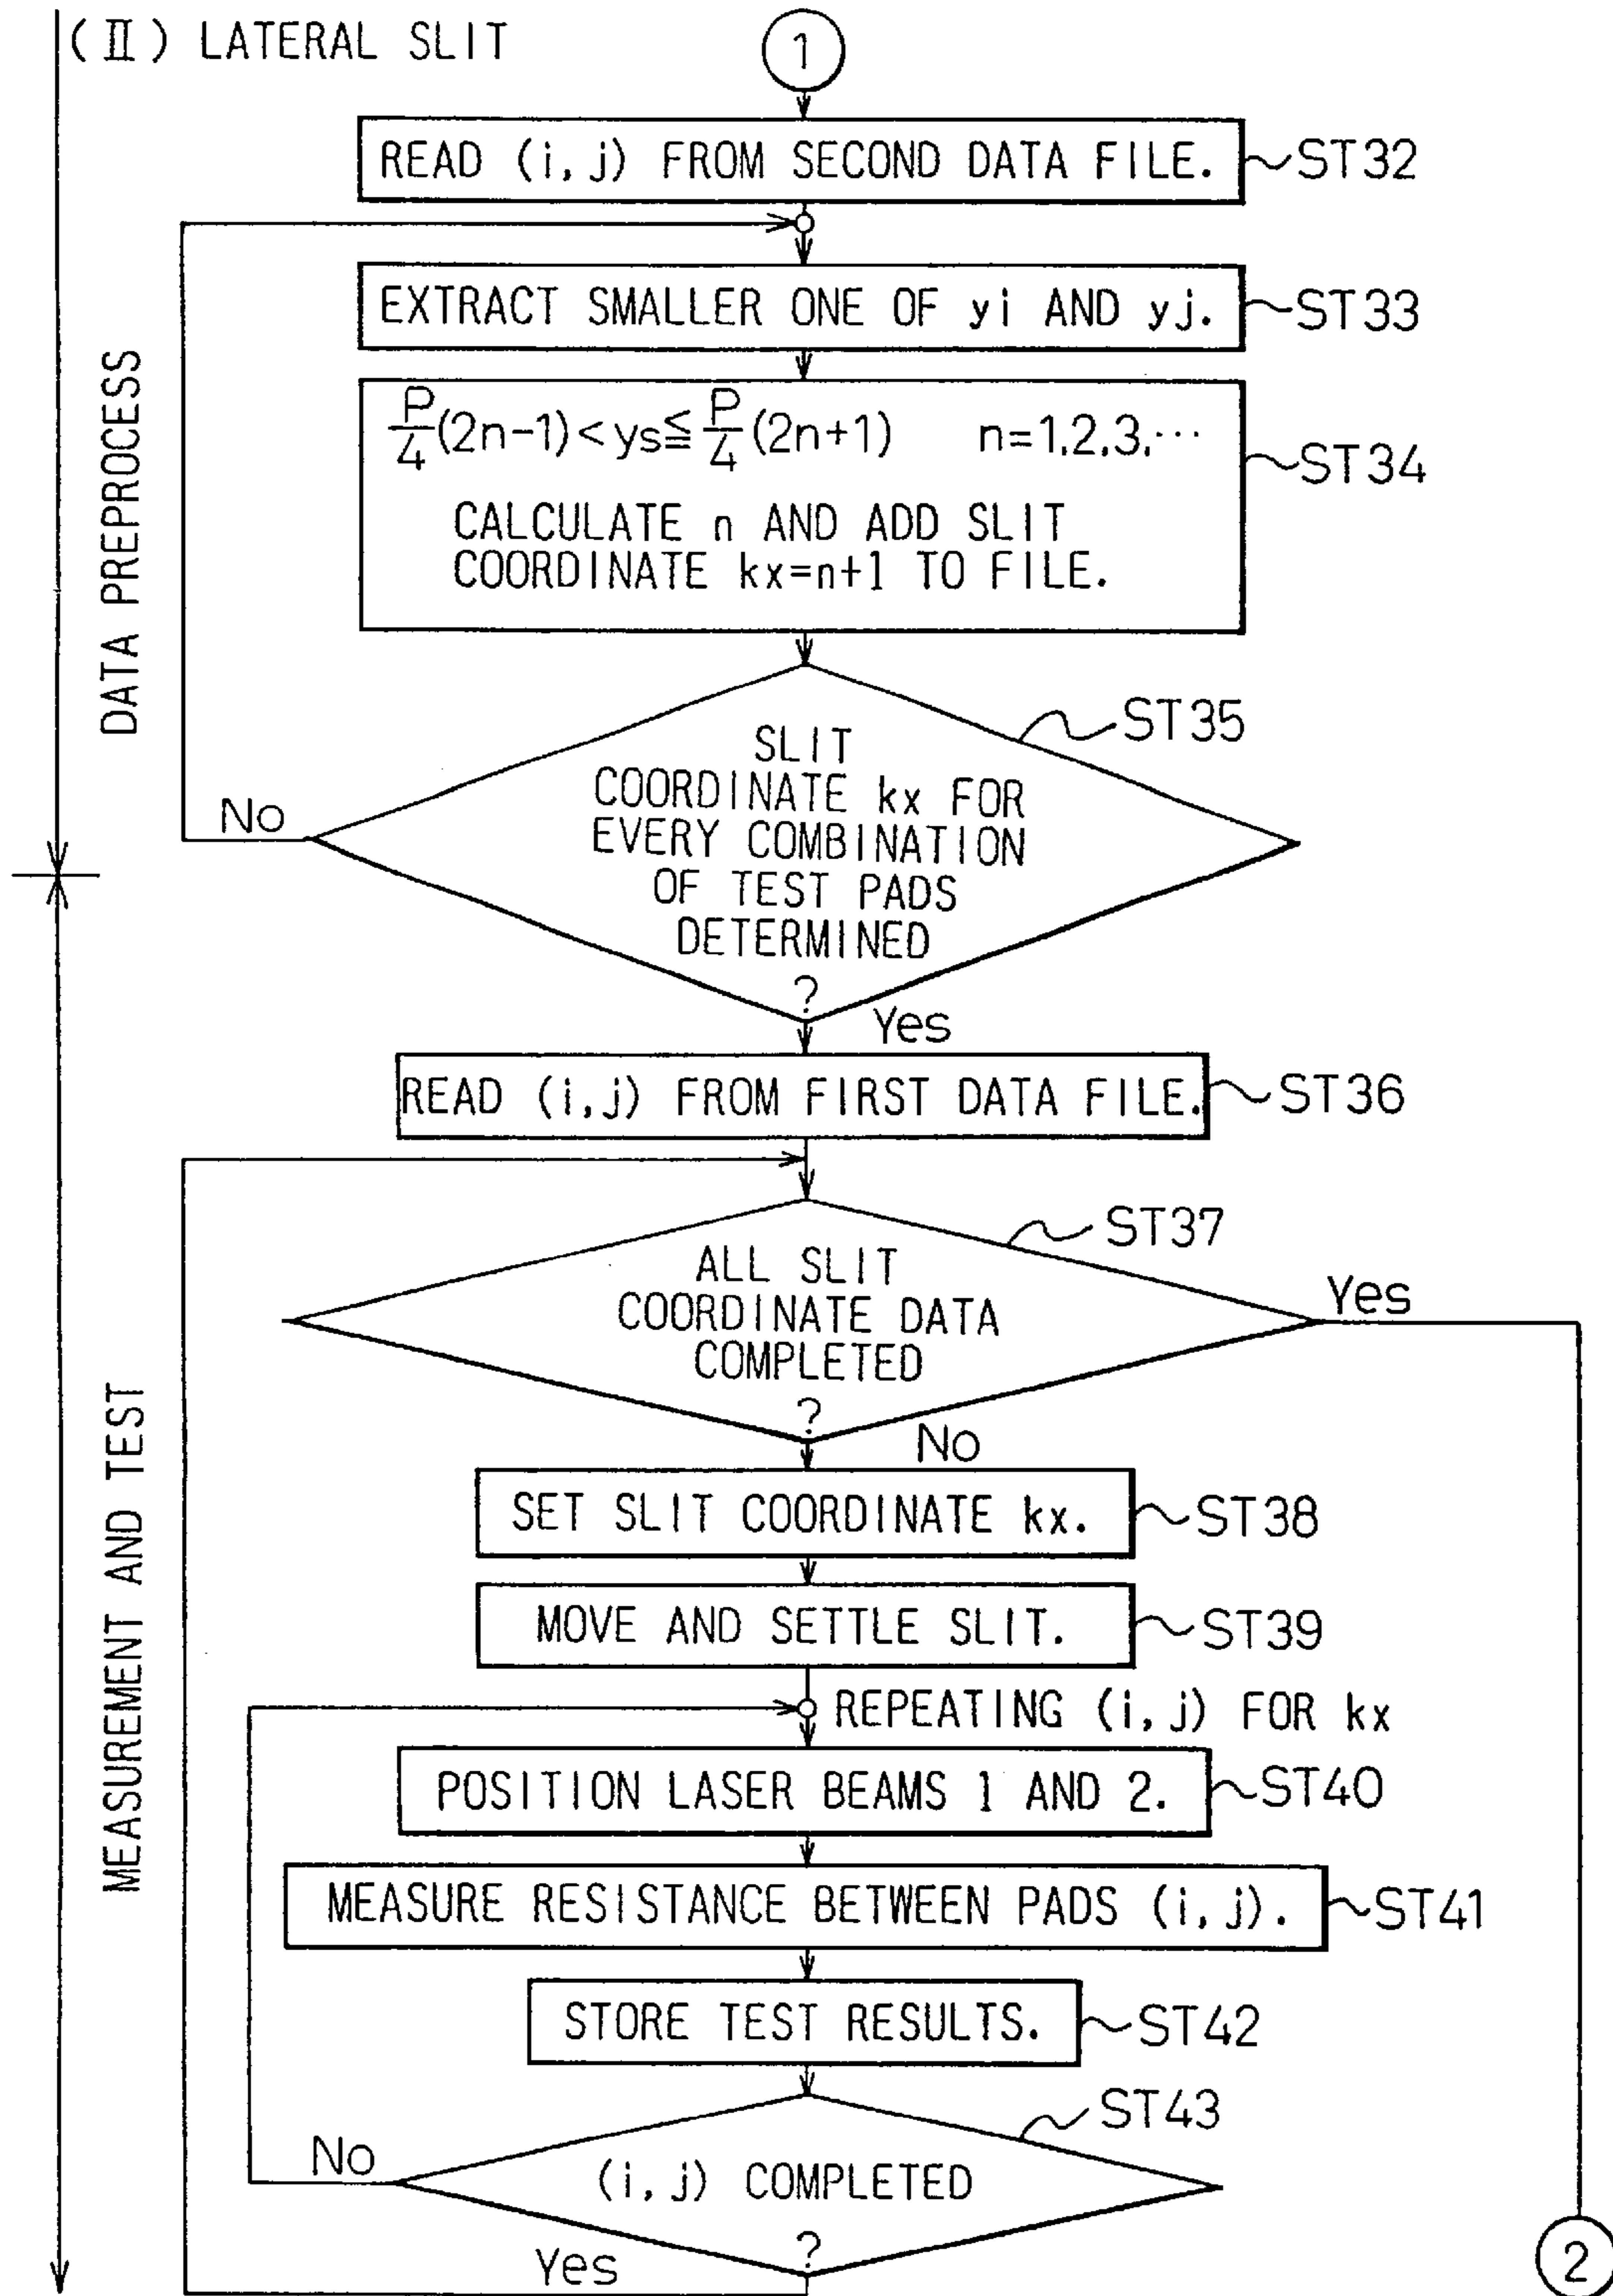 (Ⅱ) LATERAL SLIT
1
READ (i, j) FROM SECOND DATA FILE.
ST32
EXTRACT SMALLER ONE OF yi AND yj.
ST33
P/4 (2n-1) < ys ≦ P/4 (2n+1) n=1,2,3,···
CALCULATE n AND ADD SLIT
COORDINATE kx=n+1 TO FILE.
ST34
DATA PREPROCESS
SLIT
COORDINATE kx FOR
EVERY COMBINATION
OF TEST PADS
DETERMINED
?
ST35
No
Yes
READ (i, j) FROM FIRST DATA FILE.
ST36
ALL SLIT
COORDINATE DATA
COMPLETED
?
ST37
Yes
No
MEASUREMENT AND TEST
SET SLIT COORDINATE kx.
ST38
MOVE AND SETTLE SLIT.
ST39
REPEATING (i, j) FOR kx
POSITION LASER BEAMS 1 AND 2.
ST40
MEASURE RESISTANCE BETWEEN PADS (i, j).
ST41
STORE TEST RESULTS.
ST42
(i, j) COMPLETED
?
ST43
No
Yes
2